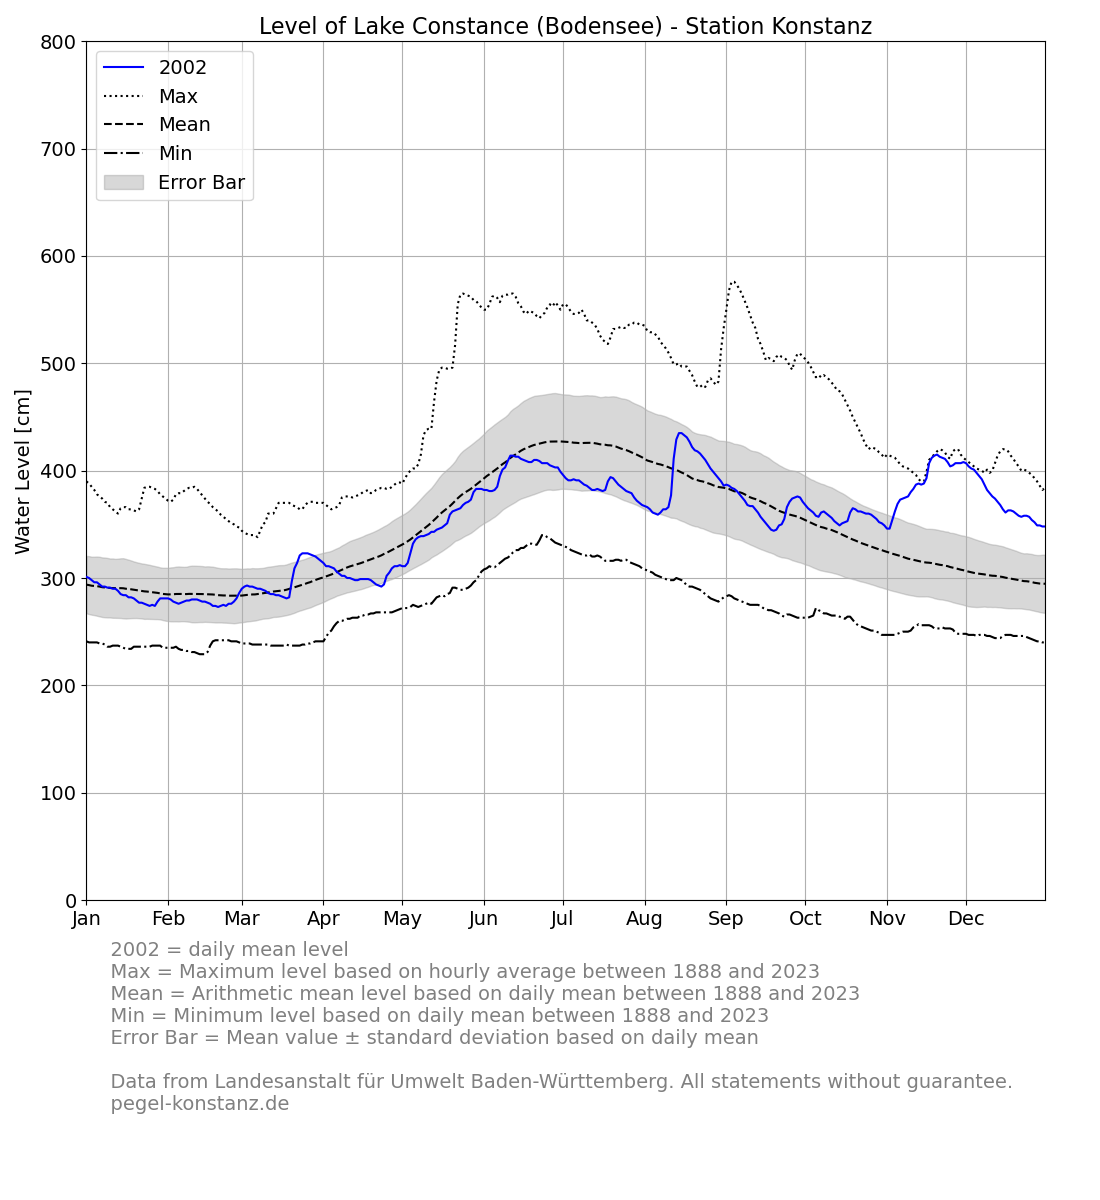 Level of Lake Constance (Bodensee) - Station Konstanz
800
700
600
500
400
300
200
100
0
Water Level [cm]
2002
Max
Mean
Min
Error Bar
Jan Feb Mar Apr May Jun Jul Aug Sep Oct Nov Dec
2002 = daily mean level
Max = Maximum level based on hourly average between 1888 and 2023
Mean = Arithmetic mean level based on daily mean between 1888 and 2023
Min = Minimum level based on daily mean between 1888 and 2023
Error Bar = Mean value ± standard deviation based on daily mean
Data from Landesanstalt für Umwelt Baden-Württemberg. All statements without guarantee.
pegel-konstanz.de